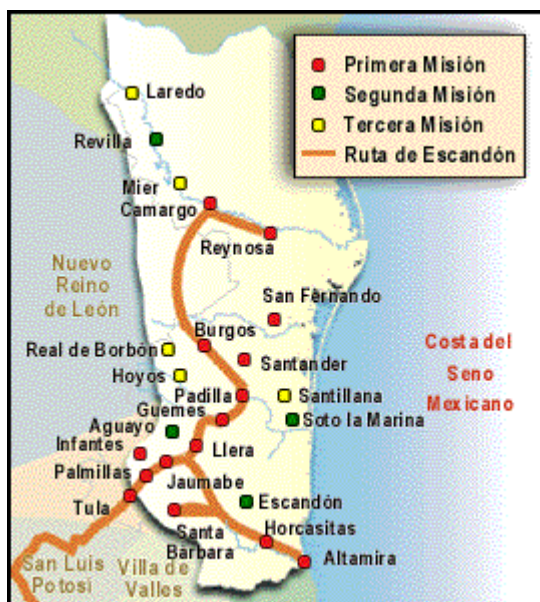 Primera Misión
Segunda Misión
Tercera Misión
Ruta de Escandón
Laredo
Revilla
Mier
Camargo
Reynosa
Nuevo
Reino
de León
San Fernando
Burgos
Real de Borbón
Santander
Hoyos
Costa del
Seno
Mexicano
Padilla
Santillana
Guemes
Soto la Marina
Aguayo
Infantes
Llera
Palmillas
Jaumabe
Tula
Escandón
Santa
Bàrbara
Horcasitas
Altamira
San Luis
Potosi
Villa de
Valles